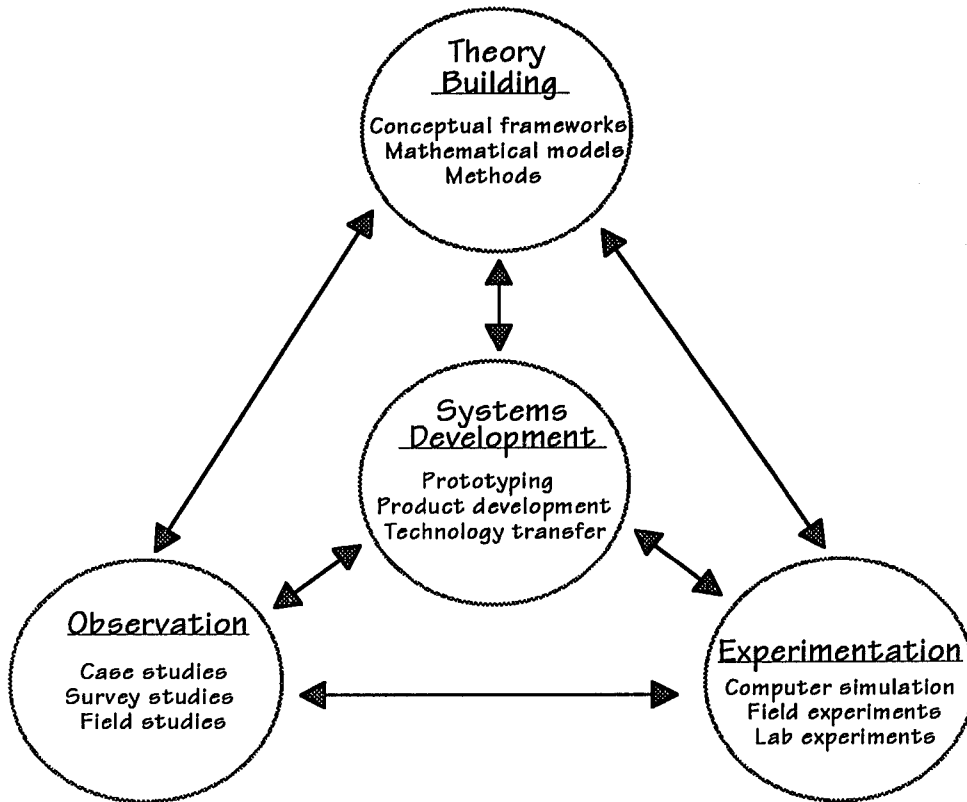 Theory
Building
Conceptual frameworks
Mathematical models
Methods
Systems
Development
Prototyping
Product development
Technology transfer
Observation
Case studies
Survey studies
Field studies
Experimentation
Computer simulation
Field experiments
Lab experiments